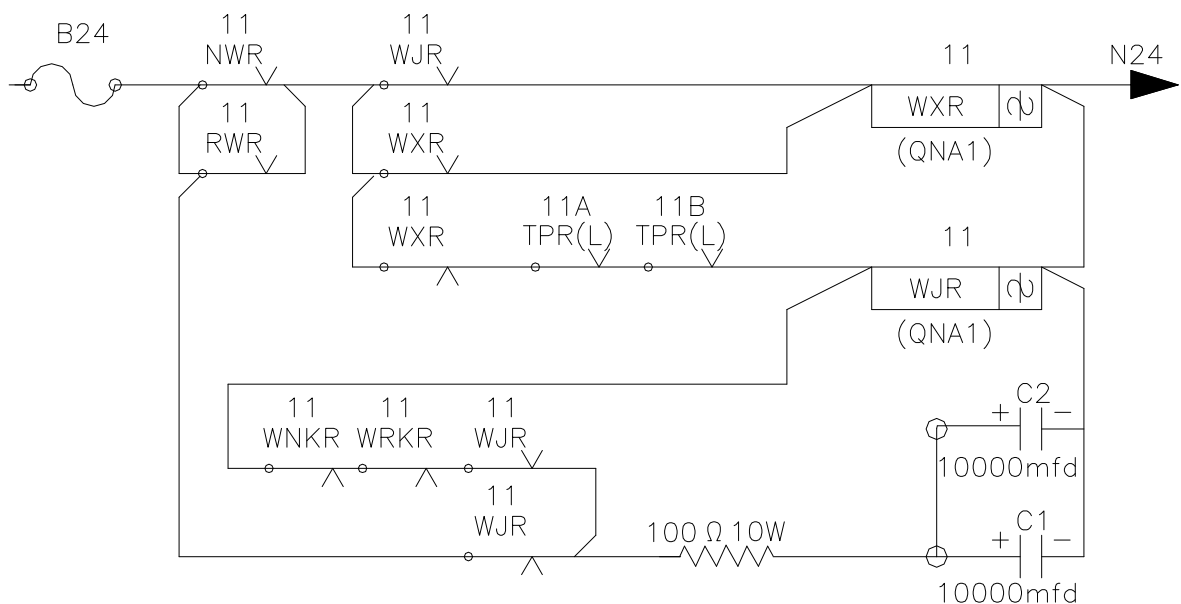 B24
11
NWR
11
WJR
11
WXR
(QNA1)
N24
11
RWR
11
WXR
11
WXR
11A
TPR(L)
11B
TPR(L)
11
WJR
(QNA1)
11
WNKR
11
WRKR
11
WJR
C2
+ −
10000mfd
11
WJR
100 Ω 10W
C1
+ −
10000mfd